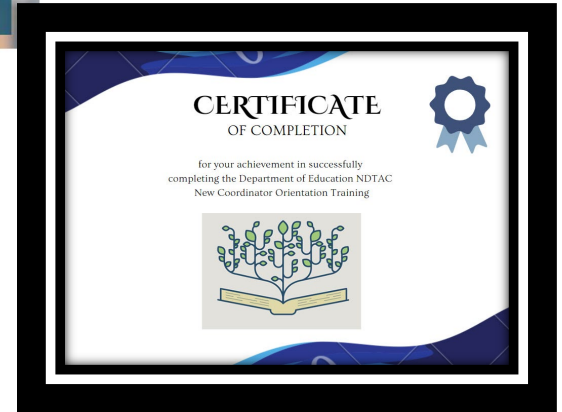 CERTIFICATE
OF COMPLETION
for your achievement in successfully
completing the Department of Education NDTAC
New Coordinator Orientation Training